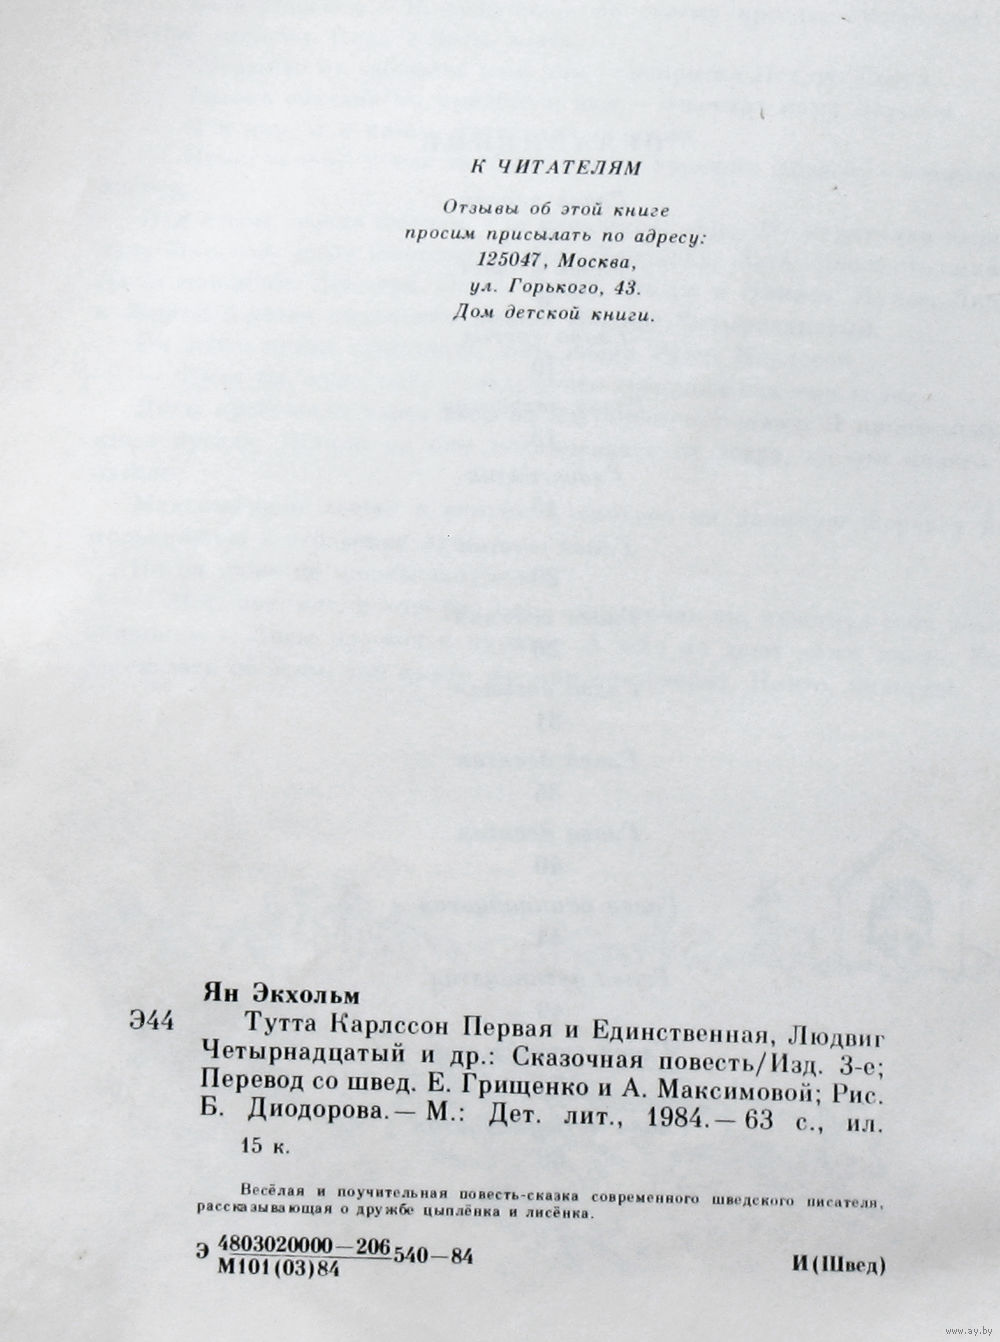 К ЧИТАТЕЛЯМ
Отзывы об этой книге
просим присылать по адресу:
125047, Москва,
ул. Горького, 43.
Дом детской книги.
Ян Экхольм
Э44 Тутта Карлссон Первая и Единственная, Людвиг
Четырнадцатый и др.: Сказочная повесть/Изд. 3-е;
Перевод со швед. Е. Грищенко и А. Максимовой; Рис.
Б. Диодорова.— М.: Дет. лит., 1984.— 63 с., ил.
15 к.
Весёлая и поучительная повесть-сказка современного шведского писателя,
рассказывающая о дружбе цыплёнка и лисёнка.
Э 4803020000—206 540—84
М101(03)84
И(Швед)
www.ay.by